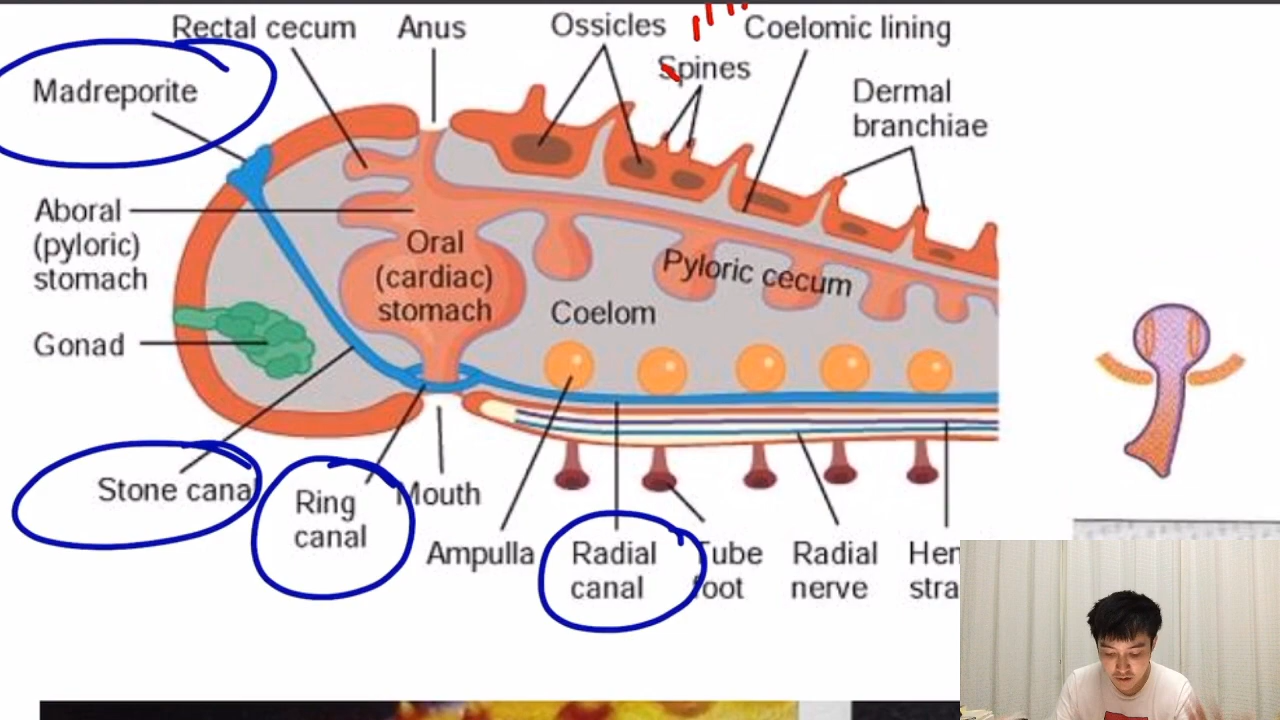 Rectal cecum
Anus
Ossicles
Coelomic lining
Spines
Madreporite
Dermal
branchiae
Aboral
(pyloric)
stomach
Oral
(cardiac)
stomach
Pyloric cecum
Coelom
Gonad
Stone canal
Ring
canal
Mouth
Ampulla
Radial
canal
Tube
foot
Radial
nerve